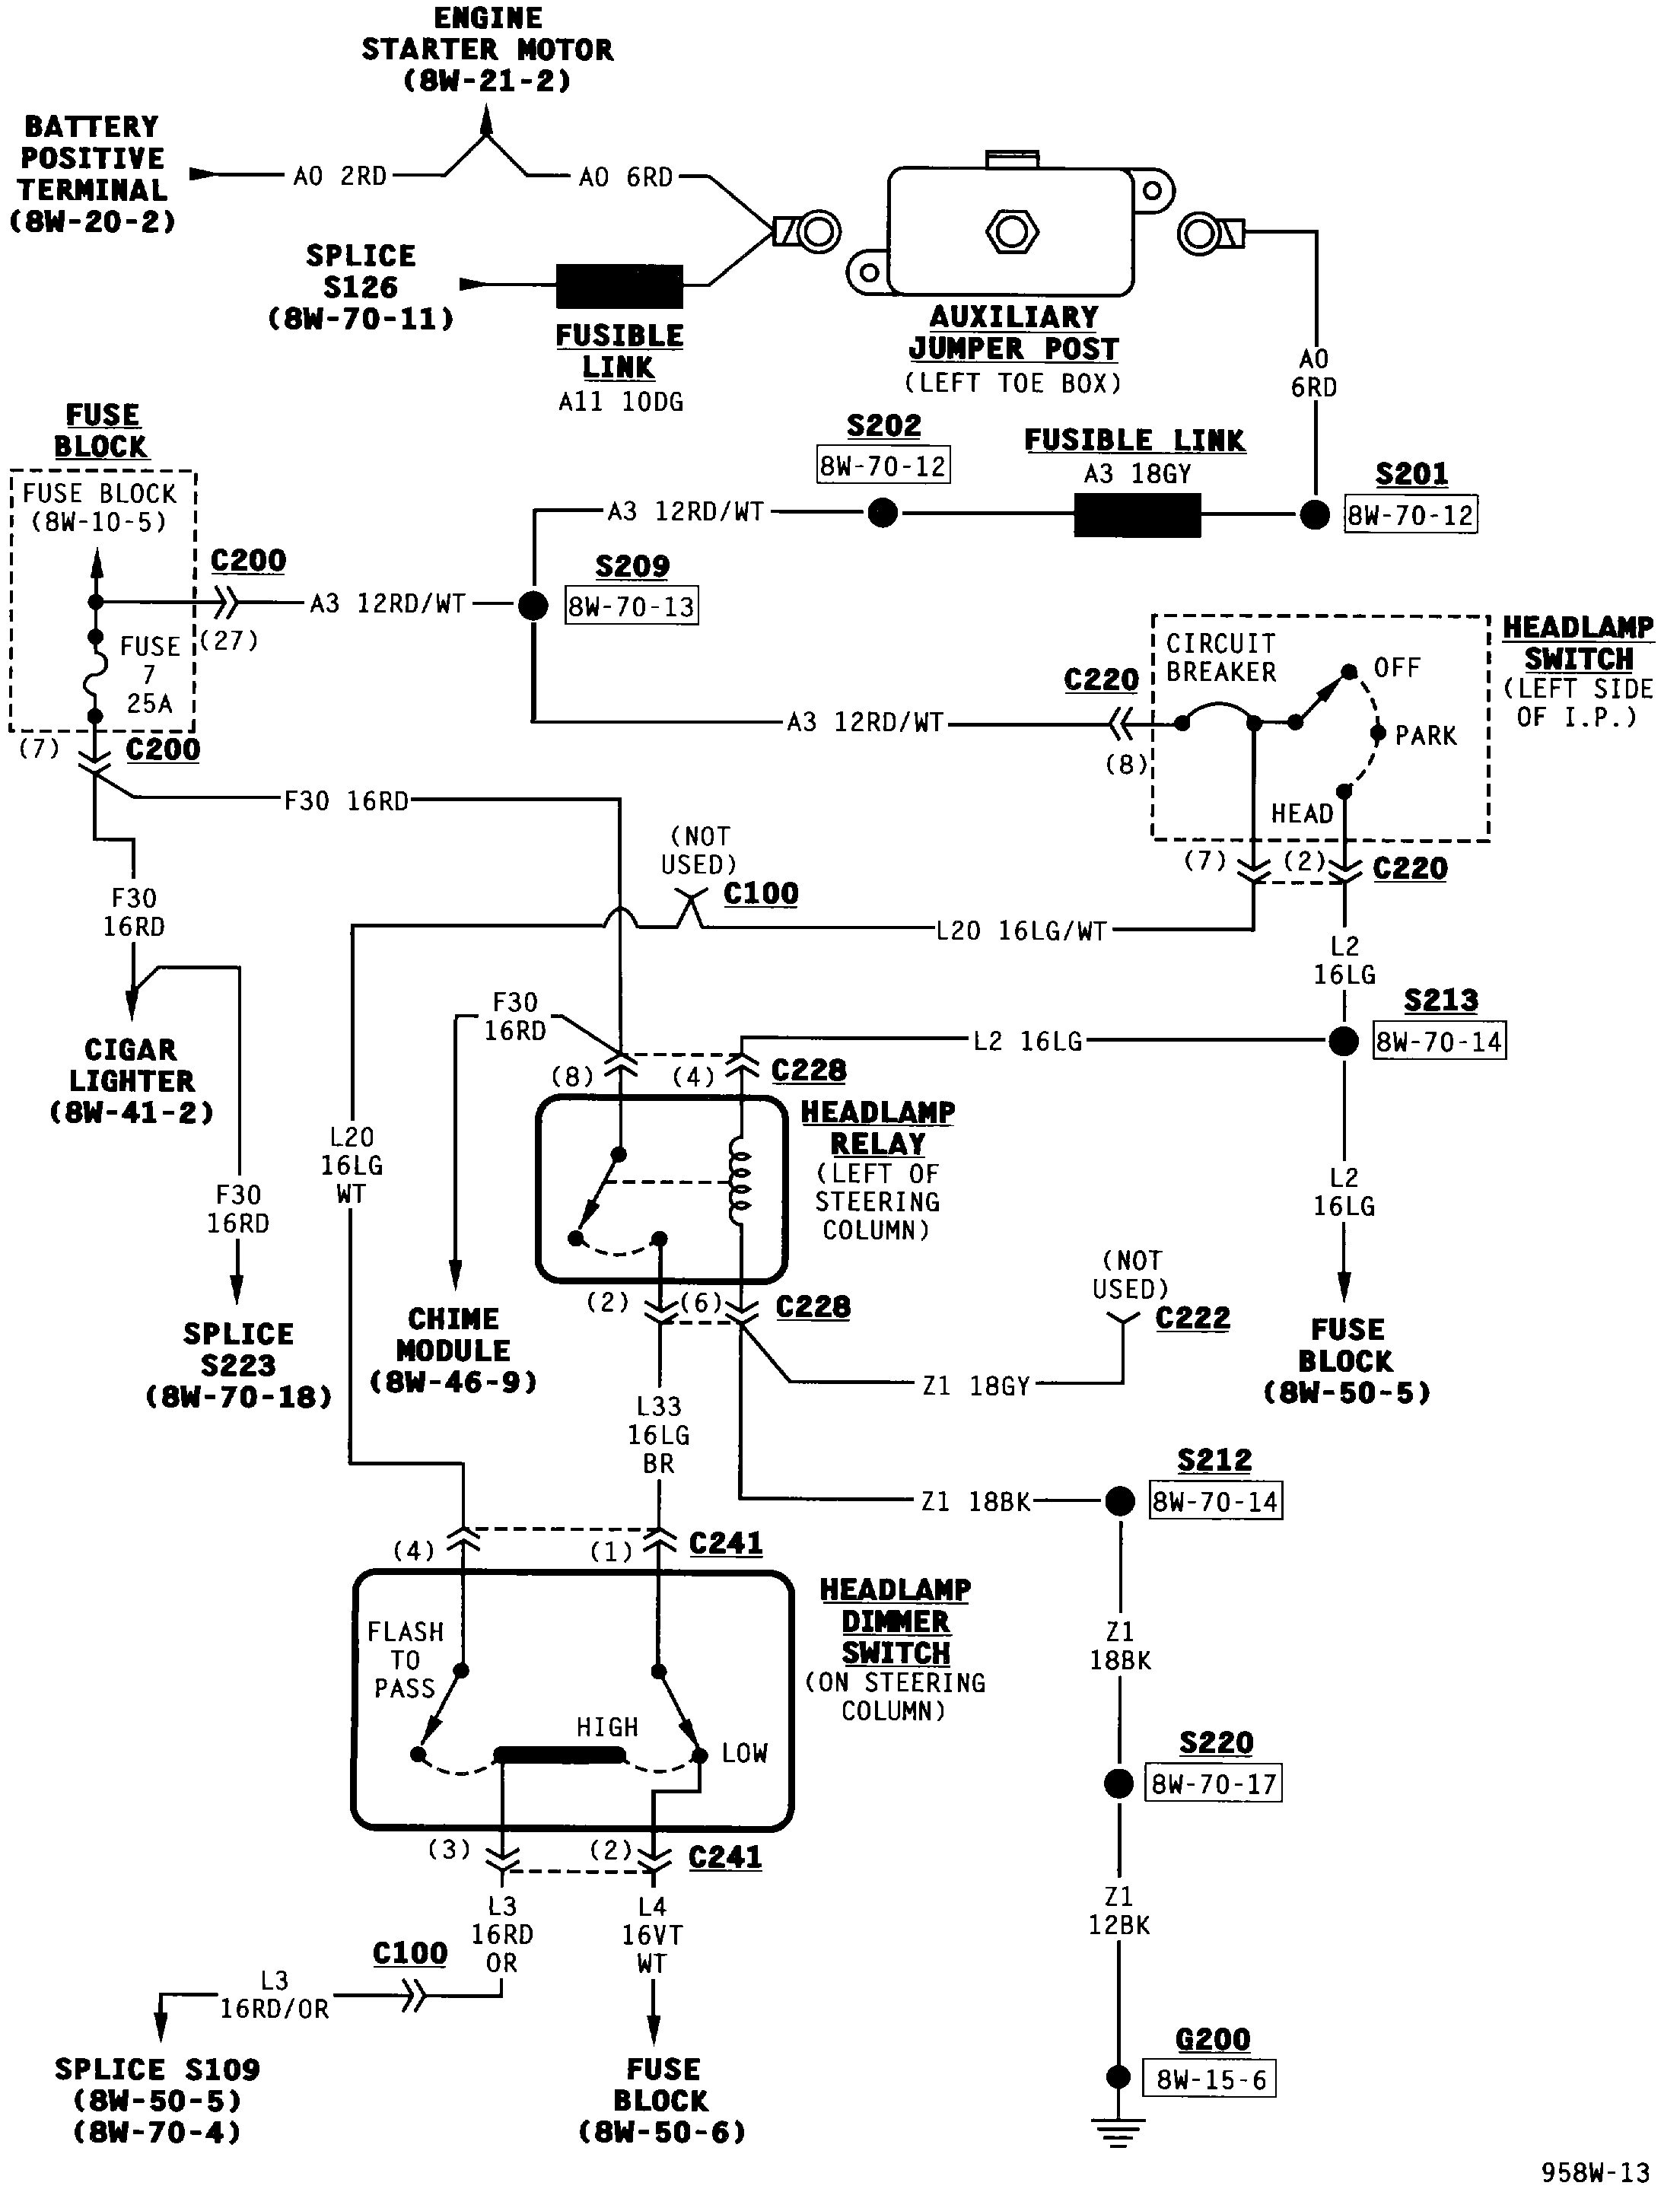 ENGINE
STARTER MOTOR
(8W-21-2)
BATTERY
POSITIVE
TERMINAL
(8W-20-2)
A0 2RD
A0 6RD
SPLICE
S126
(8W-70-11)
FUSIBLE
LINK
A11 10DG
AUXILIARY
JUMPER POST
(LEFT TOE BOX)
A0
6RD
FUSE
BLOCK
FUSE BLOCK
(8W-10-5)
S202
8W-70-12
FUSIBLE LINK
A3 18GY
S201
8W-70-12
A3 12RD/WT
C200
(27)
A3 12RD/WT
S209
8W-70-13
FUSE
7
25A
(7)
C200
A3 12RD/WT
C220
(8)
CIRCUIT
BREAKER
OFF
PARK
HEAD
HEADLAMP
SWITCH
(LEFT SIDE
OF I.P.)
F30 16RD
(NOT
USED)
C100
(7)
(2)
C220
F30
16RD
L20 16LG/WT
L2
16LG
CIGAR
LIGHTER
(8W-41-2)
F30
16RD
S213
8W-70-14
L2 16LG
(8)
(4)
C228
HEADLAMP
RELAY
(LEFT OF
STEERING
COLUMN)
L20
16LG
WT
F30
16RD
L2
16LG
SPLICE
S223
(8W-70-18)
CHIME
MODULE
(8W-46-9)
(2)
(6)
C228
(NOT
USED)
C222
FUSE
BLOCK
(8W-50-5)
Z1 18GY
L33
16LG
BR
S212
8W-70-14
Z1 18BK
(4)
(1)
C241
HEADLAMP
DIMMER
SWITCH
(ON STEERING
COLUMN)
FLASH
TO
PASS
HIGH
LOW
Z1
18BK
S220
8W-70-17
(3)
(2)
C241
L3
16RD
OR
L4
16VT
WT
Z1
12BK
C100
L3
16RD/OR
SPLICE S109
(8W-50-5)
(8W-70-4)
FUSE
BLOCK
(8W-50-6)
G200
8W-15-6
958W-13